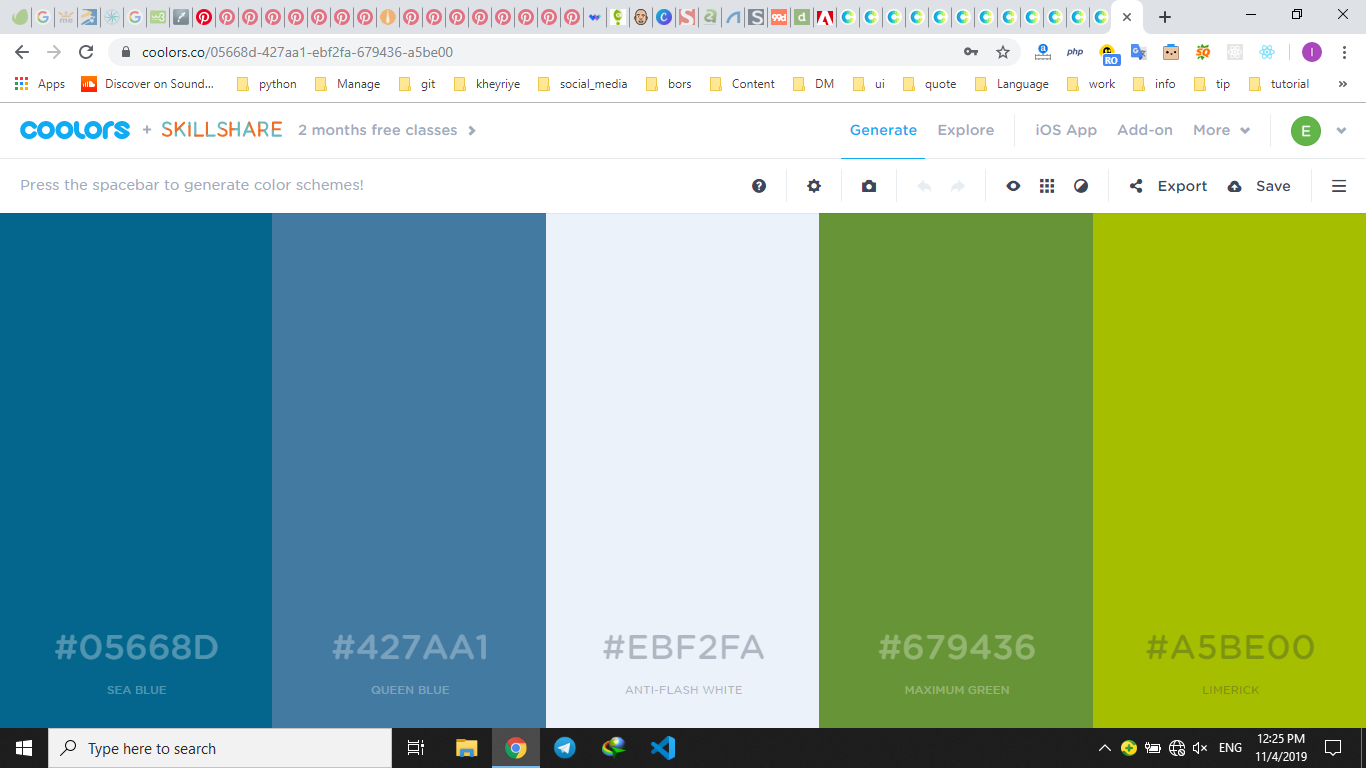 coolors.co/05668d-427aa1-ebf2fa-679436-a5be00
php
RO
I
Apps
Discover on Sound...
python
Manage
git
kheyriye
social_media
bors
Content
DM
ui
quote
Language
work
info
tip
tutorial
»
coolors + SKILLSHARE 2 months free classes
Generate
Explore
iOS App
Add-on
More
E
Press the spacebar to generate color schemes!
Export
Save
#05668D
SEA BLUE
#427AA1
QUEEN BLUE
#EBF2FA
ANTI-FLASH WHITE
#679436
MAXIMUM GREEN
#A5BE00
LIMERICK
Type here to search
ENG
12:25 PM
11/4/2019